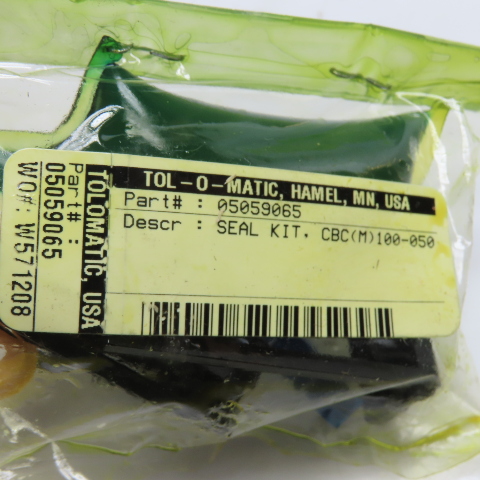 TOL-O-MATIC, HAMEL, MN, USA
Part# : 05059065
Descr : SEAL KIT. CBC(M)100-050
TOLOMATIC, USA
Part# :
05059065
WO#: W571208